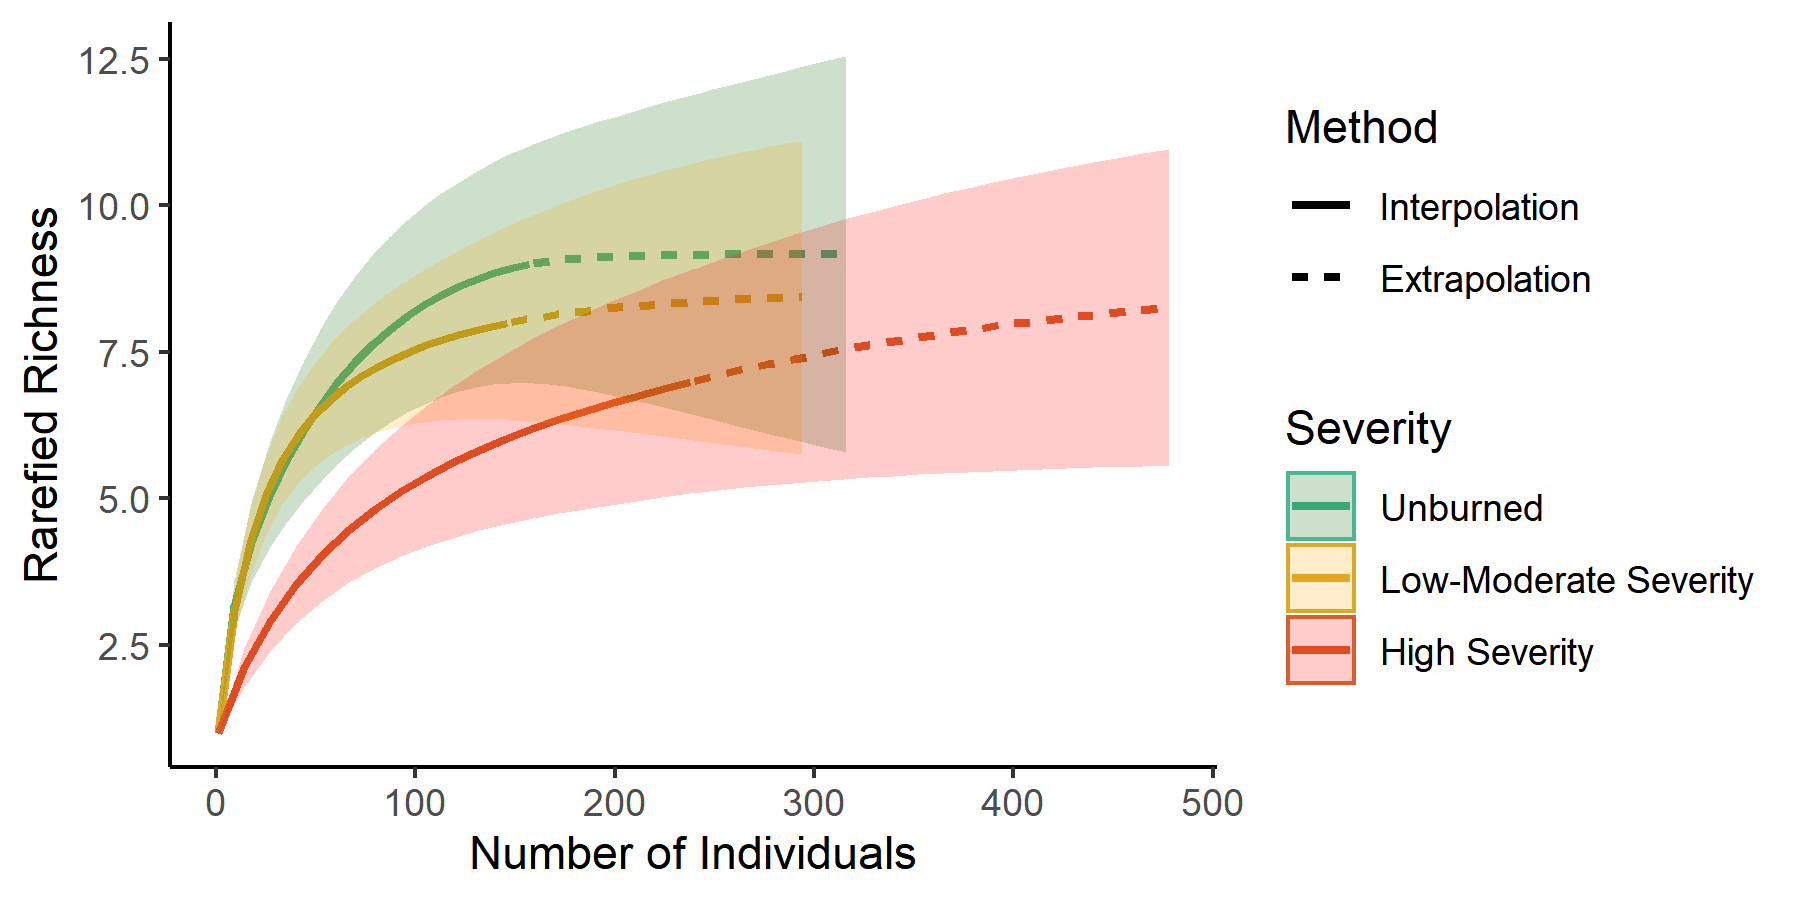 12.5
10.0
7.5
5.0
2.5
Rarefied Richness
0 100 200 300 400 500
Number of Individuals
Method
Interpolation
Extrapolation
Severity
Unburned
Low-Moderate Severity
High Severity